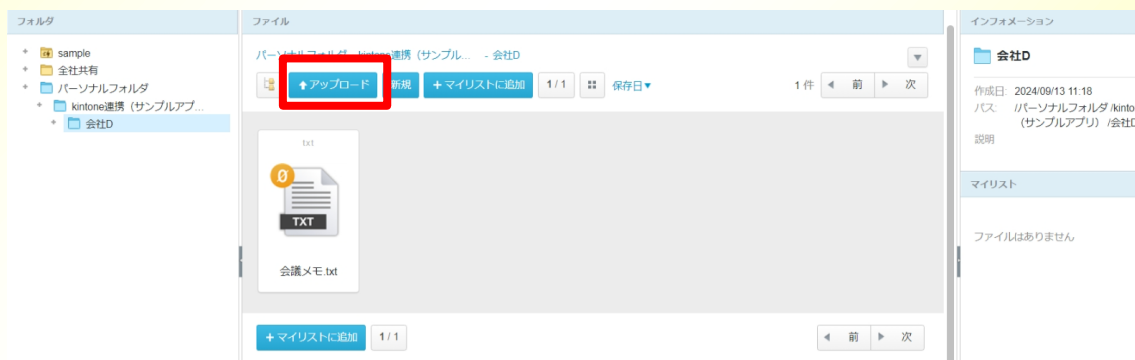 フォルダ
sample
全社共有
パーソナルフォルダ
kintone連携（サンプルアプ...
会社D
ファイル
パーソナルフォルダ - kintone連携（サンプル... - 会社D
アップロード 新規 +マイリストに追加 1/1 保存日▼ 1件 前 次
txt
TXT
会議メモ.txt
+マイリストに追加 1/1 前 次
インフォメーション
会社D
作成日: 2024/09/13 11:18
パス: /パーソナルフォルダ/kinto
（サンプルアプリ）/会社D
説明
マイリスト
ファイルはありません